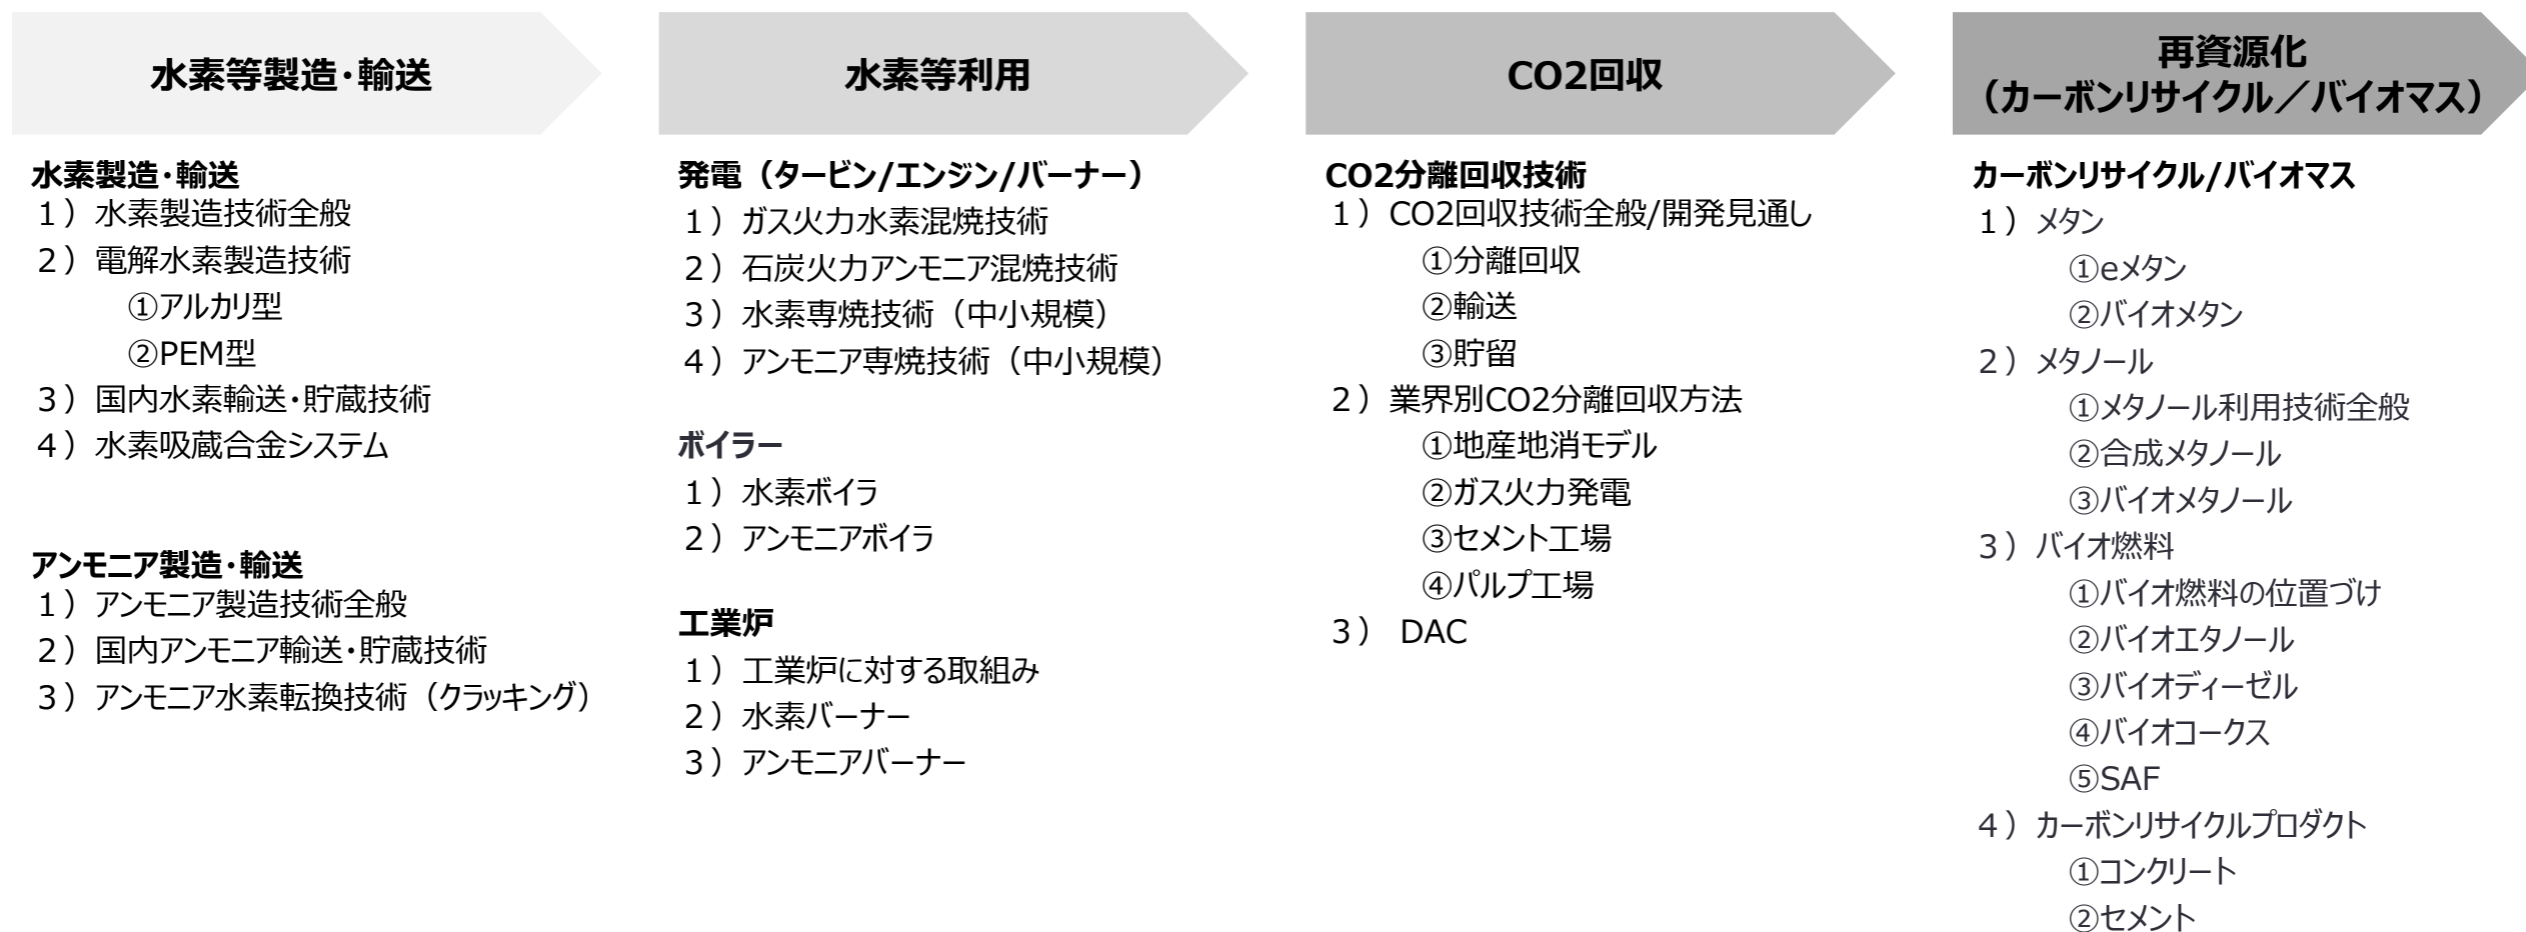 水素等製造･輸送
水素製造･輸送
１）水素製造技術全般
２）電解水素製造技術
①アルカリ型
②PEM型
３）国内水素輸送･貯蔵技術
４）水素吸蔵合金システム
アンモニア製造･輸送
１）アンモニア製造技術全般
２）国内アンモニア輸送･貯蔵技術
３）アンモニア水素転換技術（クラッキング）
水素等利用
発電（タービン/エンジン/バーナー）
１）ガス火力水素混焼技術
２）石炭火力アンモニア混焼技術
３）水素専焼技術（中小規模）
４）アンモニア専焼技術（中小規模）
ボイラー
１）水素ボイラ
２）アンモニアボイラ
工業炉
１）工業炉に対する取組み
２）水素バーナー
３）アンモニアバーナー
CO2回収
CO2分離回収技術
１）CO2回収技術全般/開発見通し
①分離回収
②輸送
③貯留
２）業界別CO2分離回収方法
①地産地消モデル
②ガス火力発電
③セメント工場
④パルプ工場
３） DAC
再資源化
（カーボンリサイクル／バイオマス）
カーボンリサイクル/バイオマス
１）メタン
①eメタン
②バイオメタン
２）メタノール
①メタノール利用技術全般
②合成メタノール
③バイオメタノール
３）バイオ燃料
①バイオ燃料の位置づけ
②バイオエタノール
③バイオディーゼル
④バイオコークス
⑤SAF
４）カーボンリサイクルプロダクト
①コンクリート
②セメント